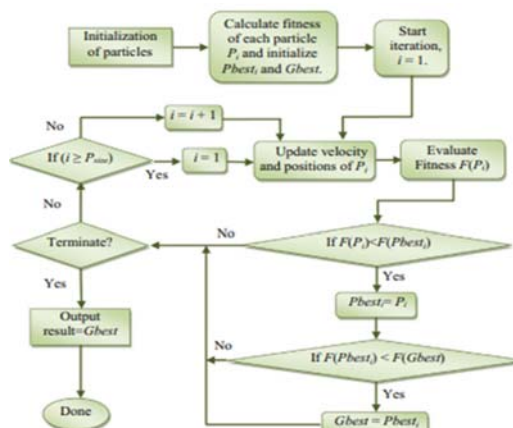 Initialization
of particles
Calculate fitness
of each particle
Pᵢ and initialize
Pbestᵢ and Gbest.
Start
iteration,
i = 1.
No
i = i + 1
If (i ≥ Pₛᵢzₑ)
Yes
i = 1
Update velocity
and positions of Pᵢ
Evaluate
Fitness F(Pᵢ)
No
Terminate?
No
If F(Pᵢ)<F(Pbestᵢ)
Yes
Yes
Output
result=Gbest
Pbestᵢ= Pᵢ
No
If F(Pbestᵢ) < F(Gbest)
Yes
Done
Gbest = Pbestᵢ